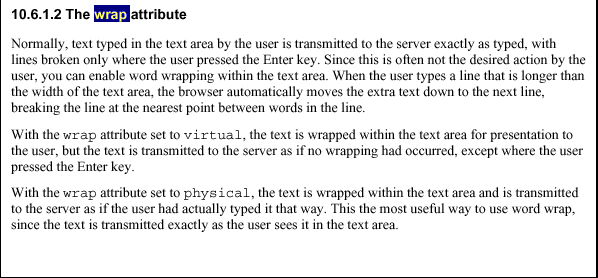 10.6.1.2 The wrap attribute
Normally, text typed in the text area by the user is transmitted to the server exactly as typed, with
lines broken only where the user pressed the Enter key. Since this is often not the desired action by the
user, you can enable word wrapping within the text area. When the user types a line that is longer than
the width of the text area, the browser automatically moves the extra text down to the next line,
breaking the line at the nearest point between words in the line.
With the wrap attribute set to virtual, the text is wrapped within the text area for presentation to
the user, but the text is transmitted to the server as if no wrapping had occurred, except where the user
pressed the Enter key.
With the wrap attribute set to physical, the text is wrapped within the text area and is transmitted
to the server as if the user had actually typed it that way. This the most useful way to use word wrap,
since the text is transmitted exactly as the user sees it in the text area.